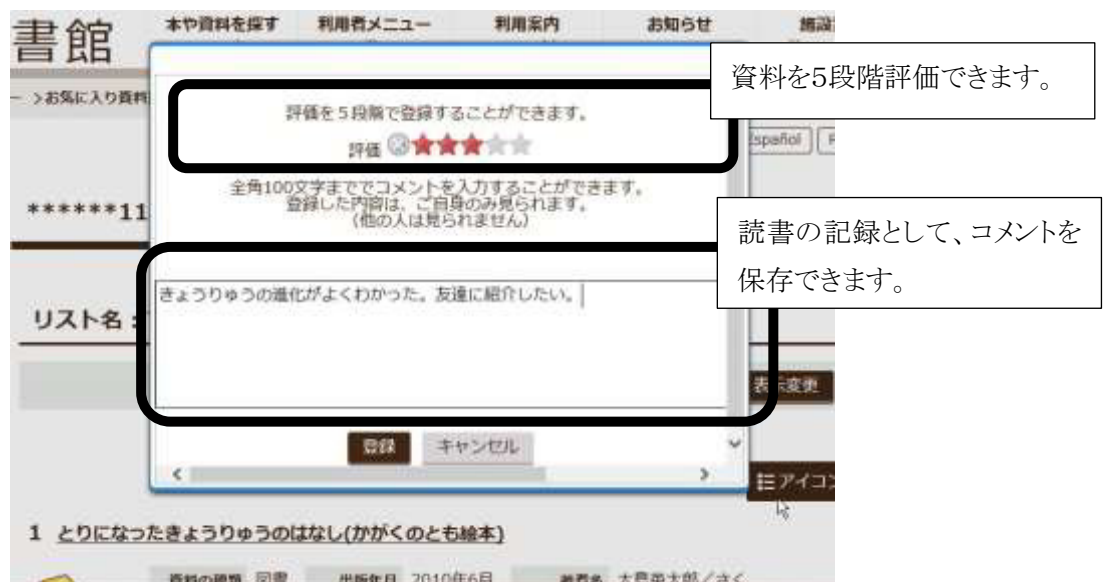 書館
本や資料を探す 利用者メニュー 利用案内 お知らせ 施設
>お気に入り資料
資料を5段階評価できます。
評価を5段階で登録することができます。
評価
Español
******11
全角100文字まででコメントを入力することができます。
登録した内容は、ご自身のみ見られます。
(他の人は見られません)
読書の記録として、コメントを
保存できます。
きょうりゅうの進化がよくわかった。友達に紹介したい。
リスト名:
表示変更
登録 キャンセル
アイコン
1 とりになったきょうりゅうのはなし(かがくのとも絵本)
資料の種類 図書 出版年月 2010年6月 著者名 大島英太郎/さく